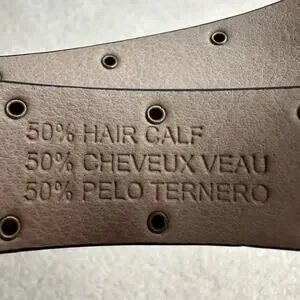 50% HAIR CALF
50% CHEVEUX VEAU
50% PELO TERNERO